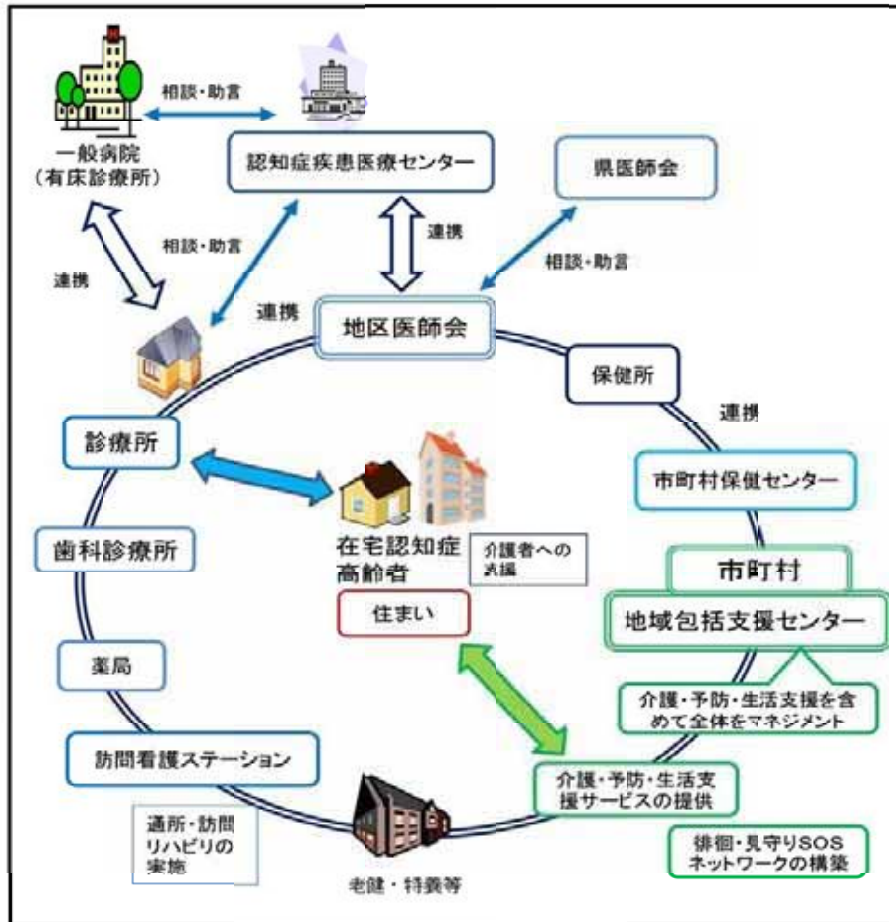 相談・助言
一般病院
(有床診療所)
認知症疾患医療センター
県医師会
連携
相談・助言
連携
相談・助言
連携
地区医師会
保健所
連携
診療所
市町村保健センター
歯科診療所
在宅認知症
高齢者
介護者への
支援
住まい
市町村
地域包括支援センター
薬局
介護・予防・生活支援を含
めて全体をマネジメント
訪問看護ステーション
介護・予防・生活支
援サービスの提供
通所・訪問
リハビリの
実施
老健・特養等
徘徊・見守りSOS
ネットワークの構築